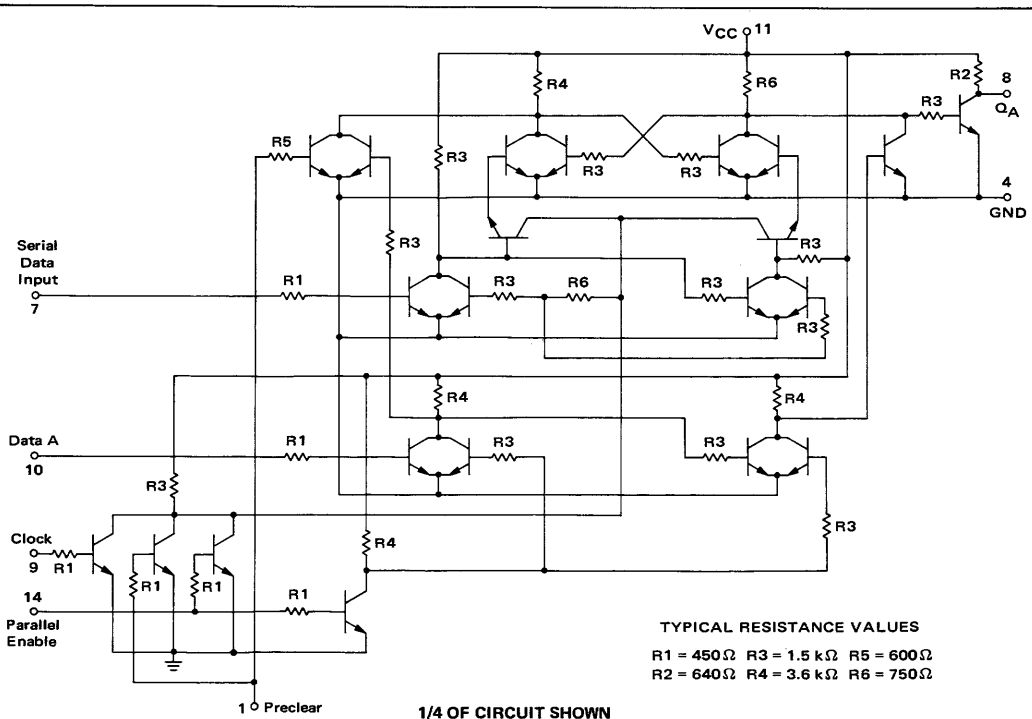 VCC 11
R4
R6
R2
8
QA
R3
R5
R3
R3
R3
4
GND
R3
R3
Serial
Data
Input
7
R1
R3
R6
R3
R3
R4
R4
Data A
10
R1
R3
R3
R3
R3
Clock
9
R1
R4
14
Parallel
Enable
R1
R1
R1
TYPICAL RESISTANCE VALUES
R1 = 450Ω R3 = 1.5 kΩ R5 = 600Ω
R2 = 640Ω R4 = 3.6 kΩ R6 = 750Ω
1 Preclear
1/4 OF CIRCUIT SHOWN